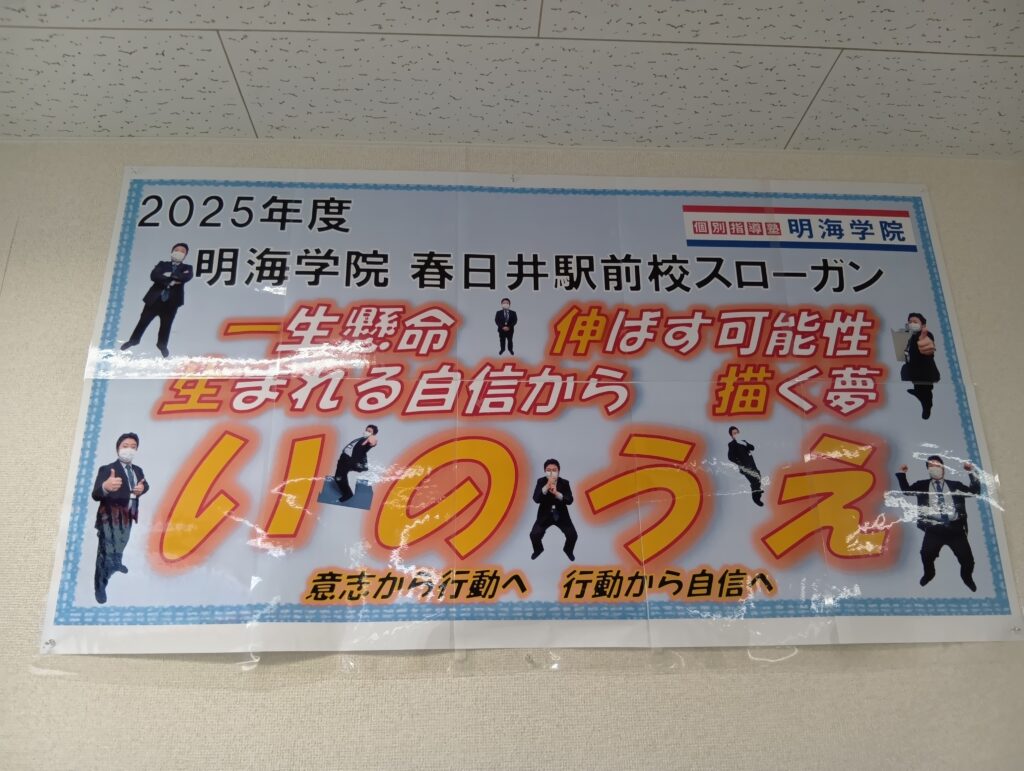 2025年度
個別指導塾 明海学院
明海学院 春日井駅前校スローガン
一生懸命 伸ばす可能性
生まれる自信から 描く夢
いのうえ
意志から行動へ 行動から自信へ